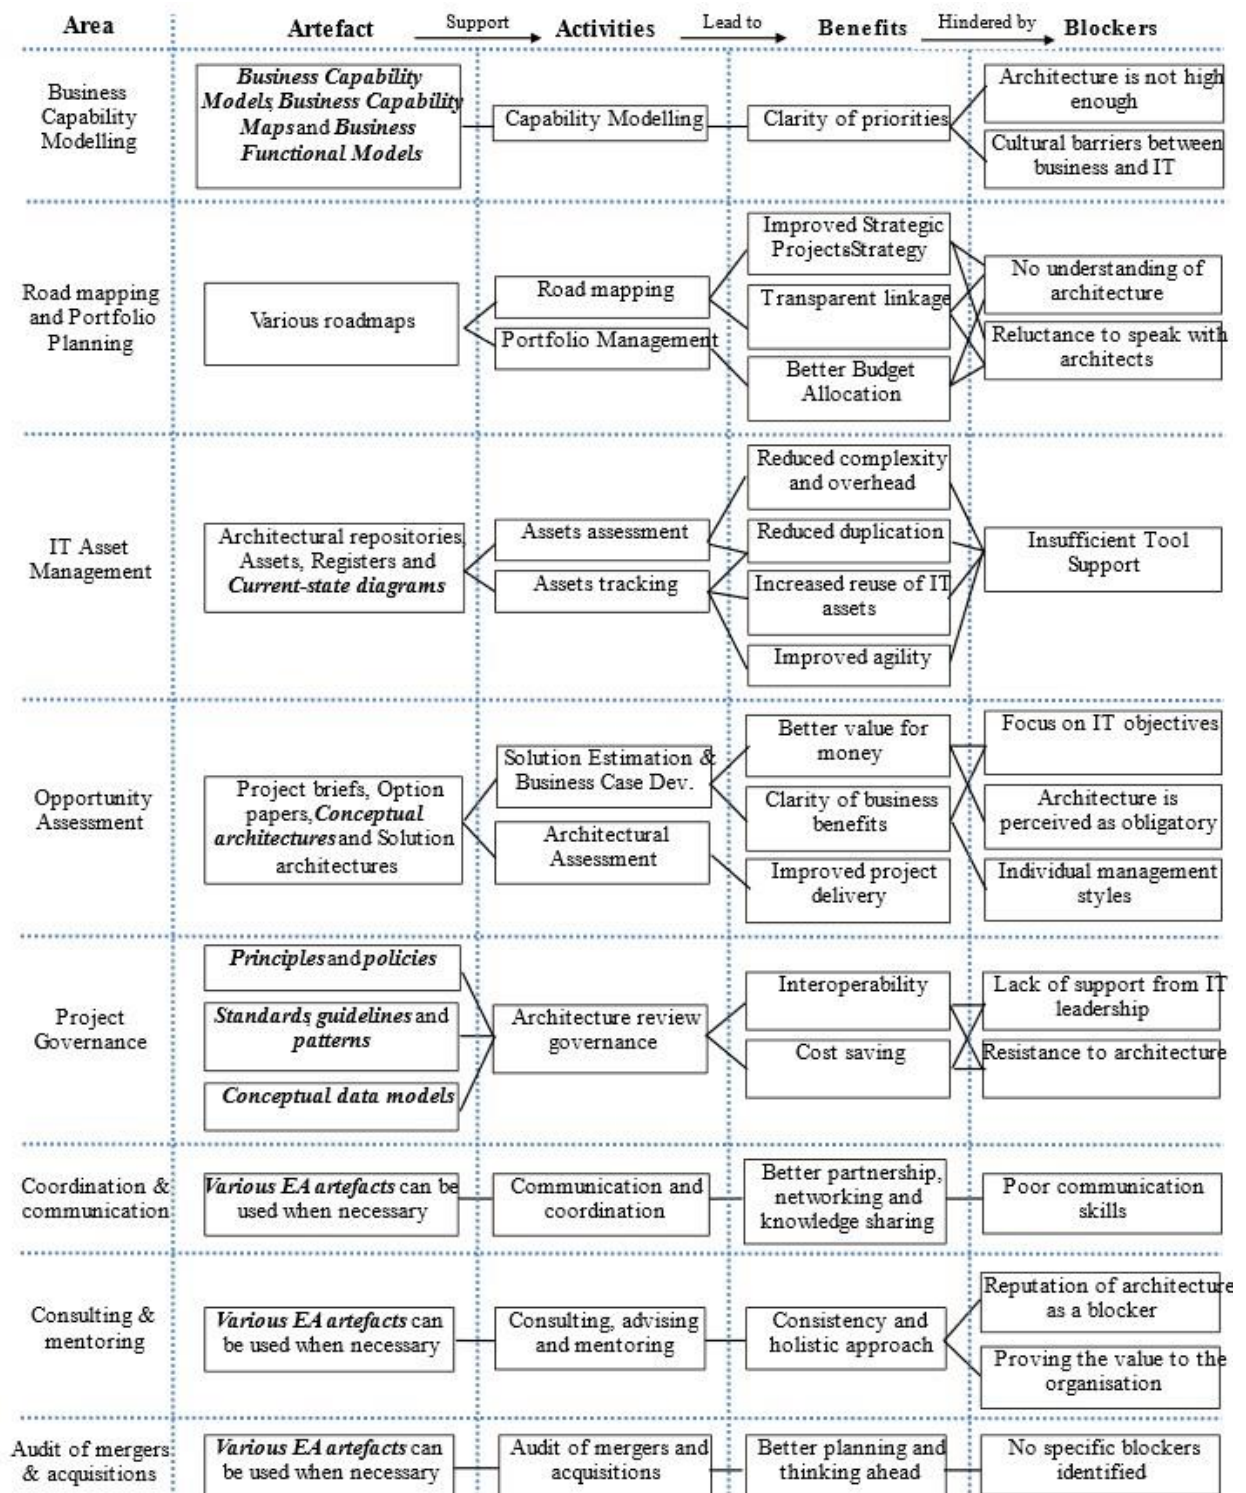 Area
Artefact
Support
Activities
Lead to
Benefits
Hindered by
Blockers
Business
Capability
Modelling
Business Capability
Models, Business Capability
Maps and Business
Functional Models
Capability Modelling
Clarity of priorities
Architecture is not high
enough
Cultural barriers between
business and IT
Road mapping
and Portfolio
Planning
Various roadmaps
Road mapping
Portfolio Management
Improved Strategic
ProjectsStrategy
Transparent linkage
Better Budget
Allocation
No understanding of
architecture
Reluctance to speak with
architects
IT Asset
Management
Architectural repositories,
Assets, Registers and
Current-state diagrams
Assets assessment
Assets tracking
Reduced complexity
and overhead
Reduced duplication
Increased reuse of IT
assets
Improved agility
Insufficient Tool
Support
Opportunity
Assessment
Project briefs, Option
papers, Conceptual
architectures and Solution
architectures
Solution Estimation &
Business Case Dev.
Architectural
Assessment
Better value for
money
Clarity of business
benefits
Improved project
delivery
Focus on IT objectives
Architecture is
perceived as obligatory
Individual management
styles
Project
Governance
Principles and policies
Standards, guidelines and
patterns
Conceptual data models
Architecture review
governance
Interoperability
Cost saving
Lack of support from IT
leadership
Resistance to architecture
Coordination &
communication
Various EA artefacts can be
used when necessary
Communication and
coordination
Better partnership,
networking and
knowledge sharing
Poor communication
skills
Consulting &
mentoring
Various EA artefacts can
be used when necessary
Consulting, advising
and mentoring
Consistency and
holistic approach
Reputation of architecture
as a blocker
Proving the value to the
organisation
Audit of mergers
& acquisitions
Various EA artefacts can
be used when necessary
Audit of mergers and
acquisitions
Better planning and
thinking ahead
No specific blockers
identified